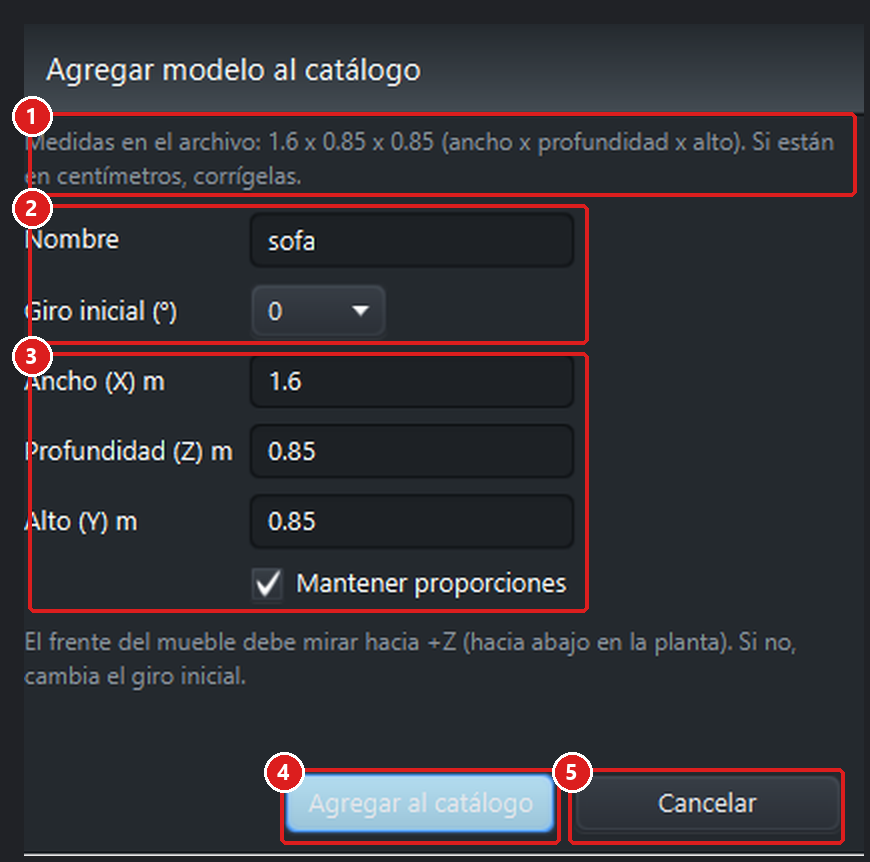 Agregar modelo al catálogo
1
Medidas en el archivo: 1.6 x 0.85 x 0.85 (ancho x profundidad x alto). Si están
en centímetros, corrígelas.
2
Nombre sofa
Giro inicial (°) 0
3
Ancho (X) m 1.6
Profundidad (Z) m 0.85
Alto (Y) m 0.85
Mantener proporciones
El frente del mueble debe mirar hacia +Z (hacia abajo en la planta). Si no,
cambia el giro inicial.
4 5
Agregar al catálogo Cancelar